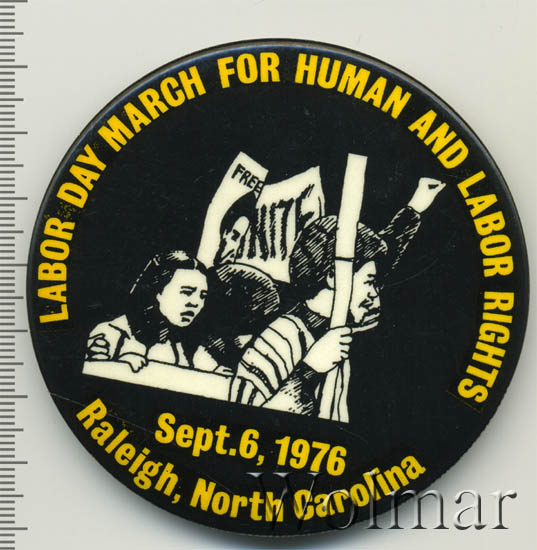 LABOR DAY MARCH FOR HUMAN AND LABOR RIGHTS
FREE
UNITE
Sept.6, 1976
Raleigh, North Carolina
Wolmar